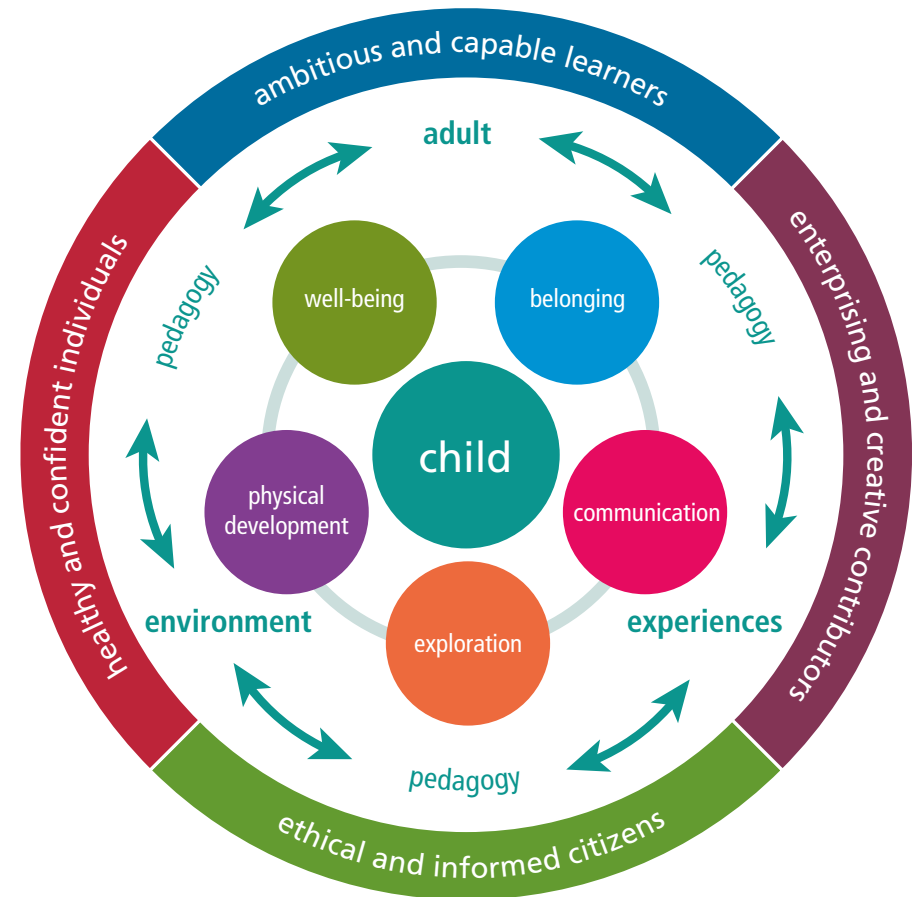 ambitious and capable learners
adult
pedagogy
pedagogy
well-being
belonging
healthy and confident individuals
enterprising and creative contributors
child
physical
development
communication
environment
experiences
exploration
pedagogy
ethical and informed citizens